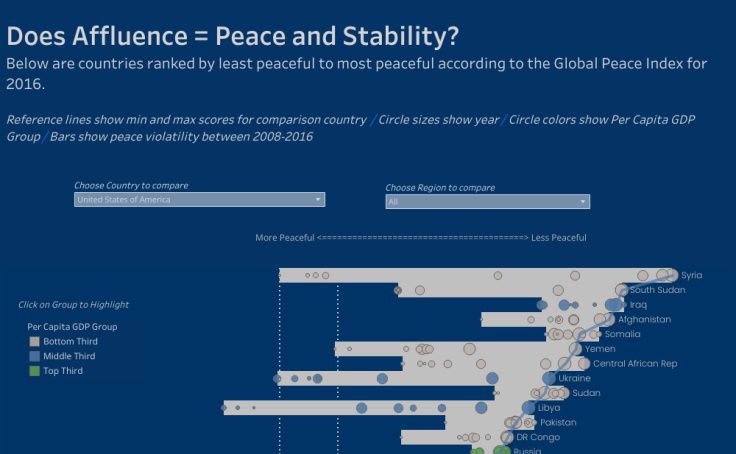 Does Affluence = Peace and Stability?
Below are countries ranked by least peaceful to most peaceful according to the Global Peace Index for
2016.
Reference lines show min and max scores for comparison country / Circle sizes show year / Circle colors show Per Capita GDP
Group / Bars show peace violatility between 2008-2016
Choose Country to compare
United States of America
Choose Region to compare
All
More Peaceful <=========================================> Less Peaceful
Click on Group to Highlight
Per Capita GDP Group
Bottom Third
Middle Third
Top Third
Syria
South Sudan
Iraq
Afghanistan
Somalia
Yemen
Central African Rep
Ukraine
Sudan
Libya
Pakistan
DR Congo
Russia